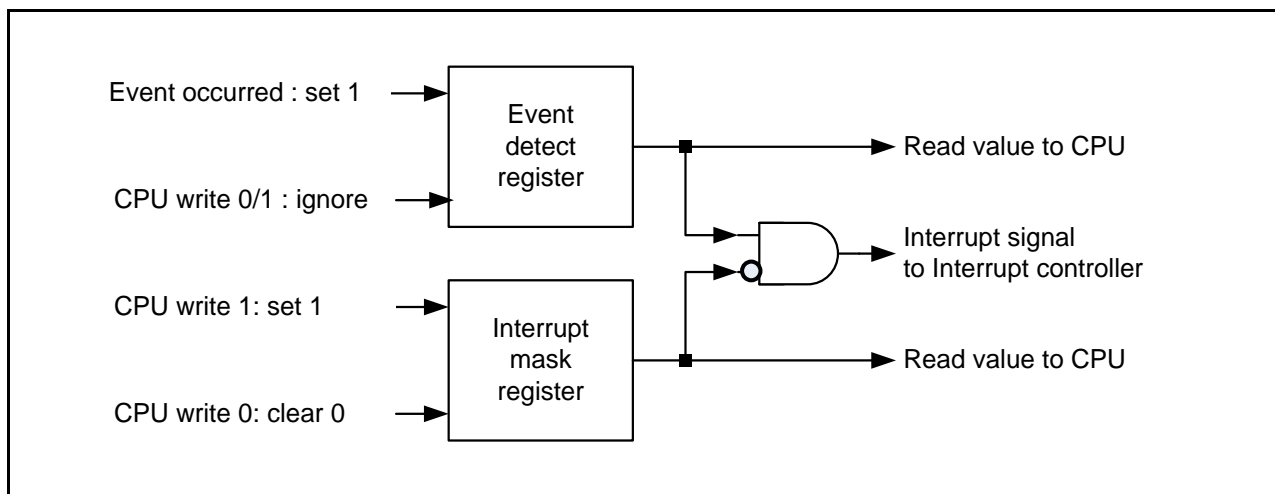 Event occurred : set 1
CPU write 0/1 : ignore
Event
detect
register
Read value to CPU
Interrupt signal
to Interrupt controller
CPU write 1: set 1
CPU write 0: clear 0
Interrupt
mask
register
Read value to CPU